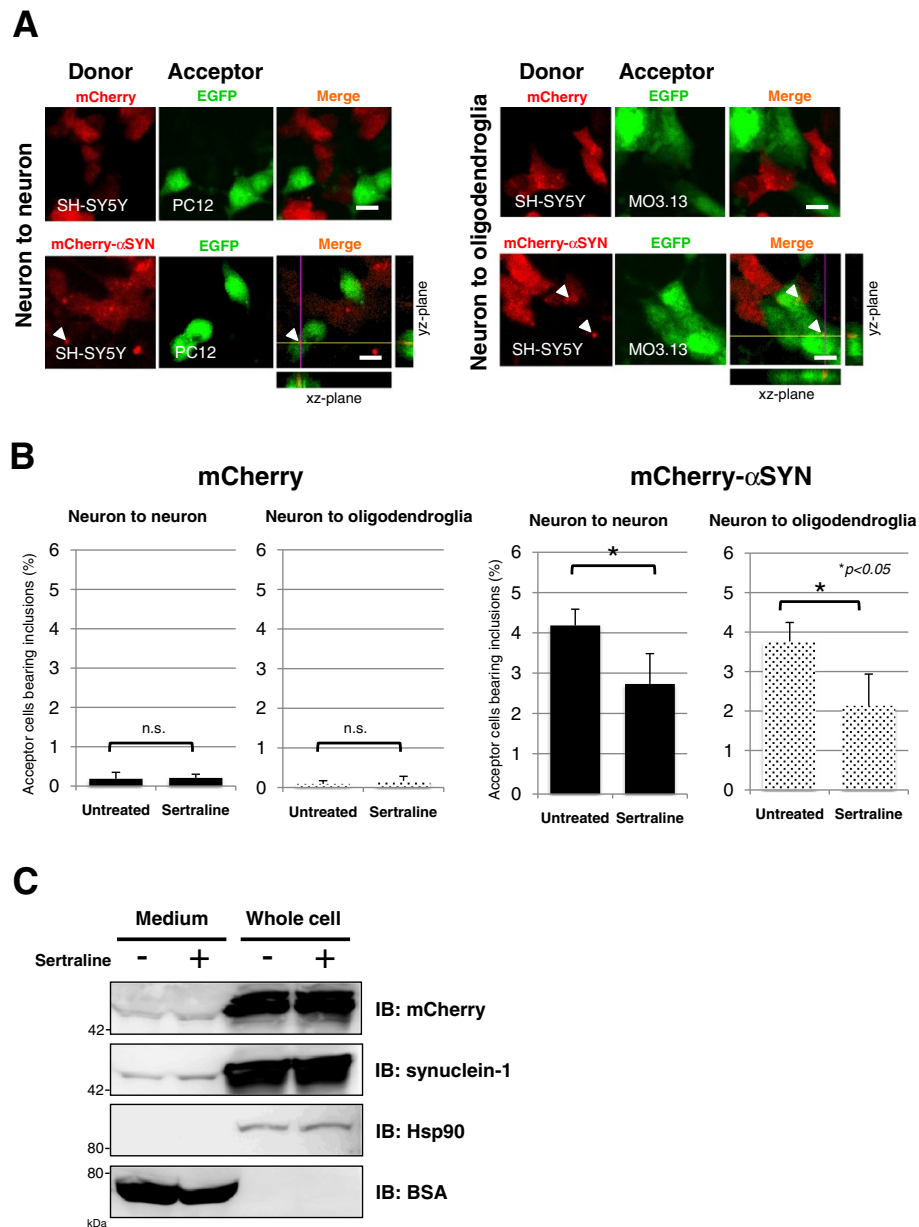 A
Donor Acceptor
mCherry EGFP Merge
Neuron to neuron
SH-SY5Y PC12
mCherry-αSYN EGFP Merge
SH-SY5Y PC12
yz-plane
xz-plane
Donor Acceptor
mCherry EGFP Merge
Neuron to oligodendroglia
SH-SY5Y MO3.13
mCherry-αSYN EGFP Merge
SH-SY5Y MO3.13
yz-plane
xz-plane
B
mCherry
Neuron to neuron
Acceptor cells bearing inclusions (%)
6
5
4
3
2
1
0
n.s.
Untreated Sertraline
Neuron to oligodendroglia
6
5
4
3
2
1
0
n.s.
Untreated Sertraline
mCherry-αSYN
Neuron to neuron
Acceptor cells bearing inclusions (%)
6
5
4
3
2
1
0
*
Untreated Sertraline
Neuron to oligodendroglia
6
5
4
3
2
1
0
*p<0.05
*
Untreated Sertraline
C
Medium Whole cell
Sertraline - + - +
42- IB: mCherry
42- IB: synuclein-1
80- IB: Hsp90
80- IB: BSA
kDa